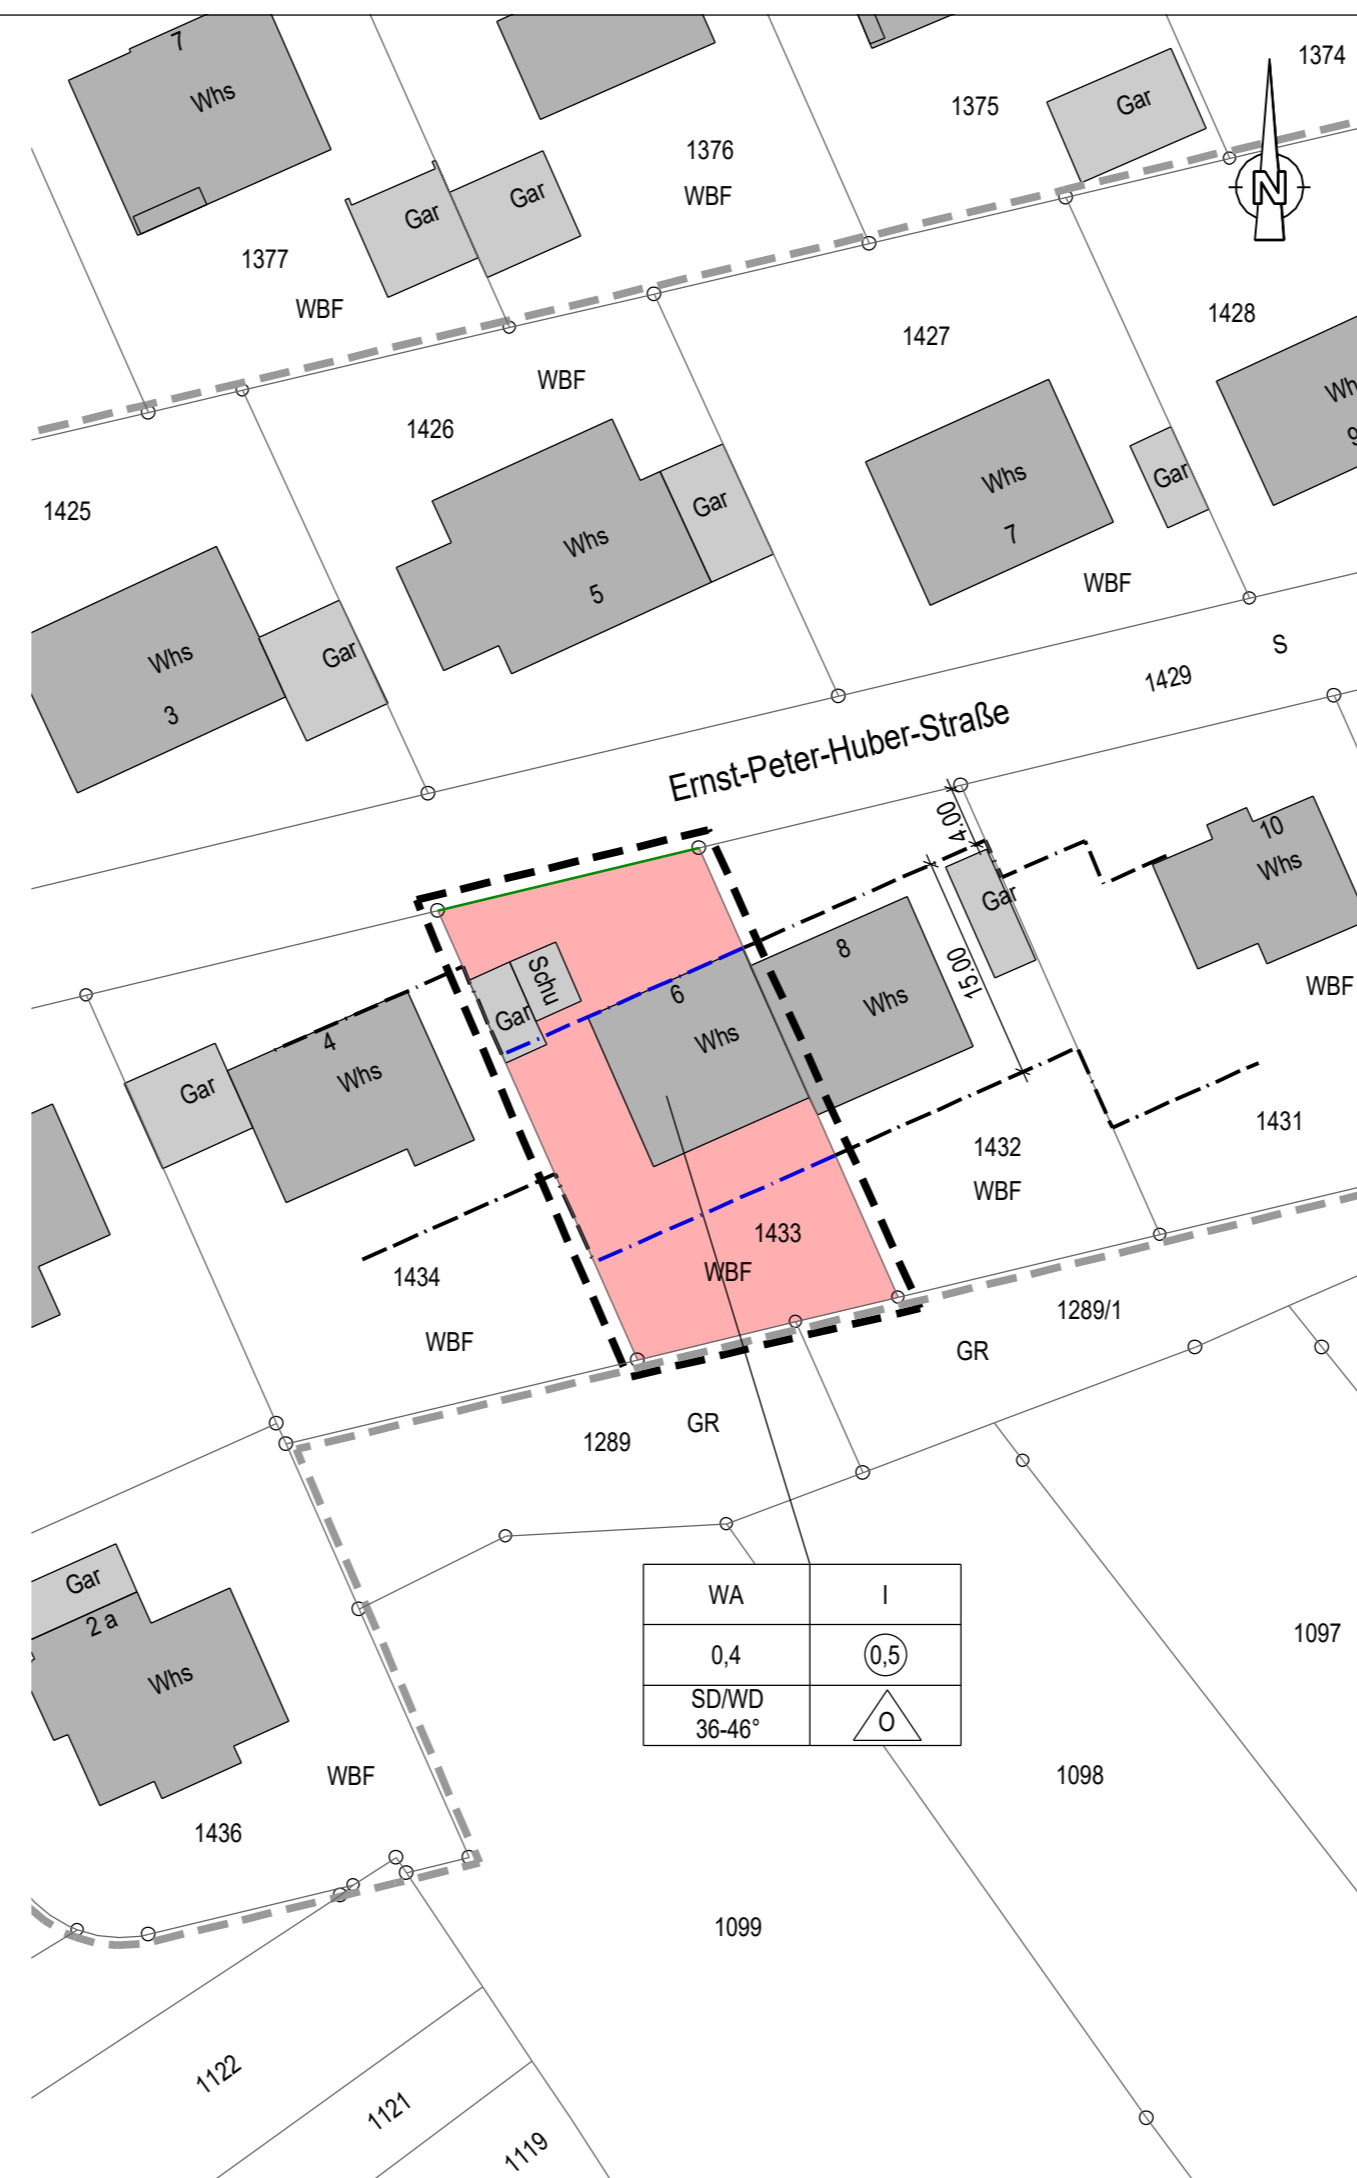 7
Whs
1374
Gar
1375
1376
WBF
Gar
Gar
N
1377
WBF
1428
1427
WBF
1426
Whs
9
Gar
Whs
7
1425
Gar
Whs
5
WBF
S
1429
Whs
3
Gar
Ernst-Peter-Huber-Straße
4.00
10
Whs
Gar
8
Whs
15.00
Schu
6
Gar
Whs
WBF
4
Whs
Gar
1431
1432
WBF
1433
WBF
1434
WBF
1289/1
GR
GR
1289
Gar
2 a
Whs
WA I
0,4 0,5
SD/WD
36-46° O
1097
1098
WBF
1436
1099
1122
1121
1119